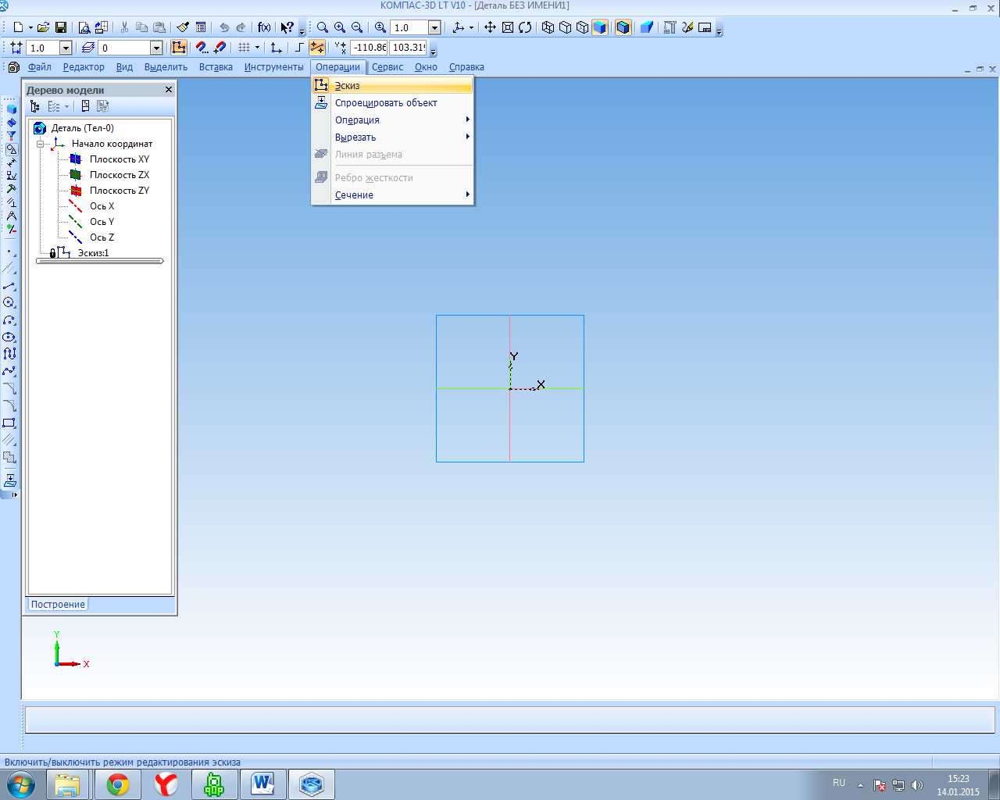 КОМПАС-3D LT V10 - [Деталь БЕЗ ИМЕНИ1]
1.0
f(x)
1.0
0
-110.86
103.319
Файл Редактор Вид Выделить Вставка Инструменты Операции Сервис Окно Справка
Дерево модели
Деталь (Тел-0)
Начало координат
Плоскость XY
Плоскость ZX
Плоскость ZY
Ось X
Ось Y
Ось Z
Эскиз:1
Построение
Эскиз
Спроецировать объект
Операция
Вырезать
Линия разъема
Ребро жесткости
Сечение
Y
X
Y
X
Включить/выключить режим редактирования эскиза
RU
15:23
14.01.2015